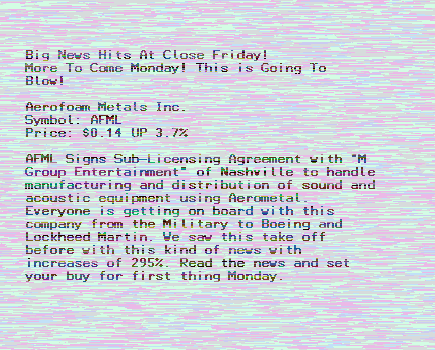 Big News Hits At Close Friday!
More To Come Monday! This is Going To
Blow!
Aerofoam Metals Inc.
Symbol: AFML
Price: $0.14 UP 3.7%
AFML Signs Sub-Licensing Agreement with "M
Group Entertainment" of Nashville to handle
manufacturing and distribution of sound and
acoustic equipment using Aerometal.
Everyone is getting on board with this
company from the Military to Boeing and
Lockheed Martin. We saw this take off
before with this kind of news with
increases of 295%. Read the news and set
your buy for first thing Monday.